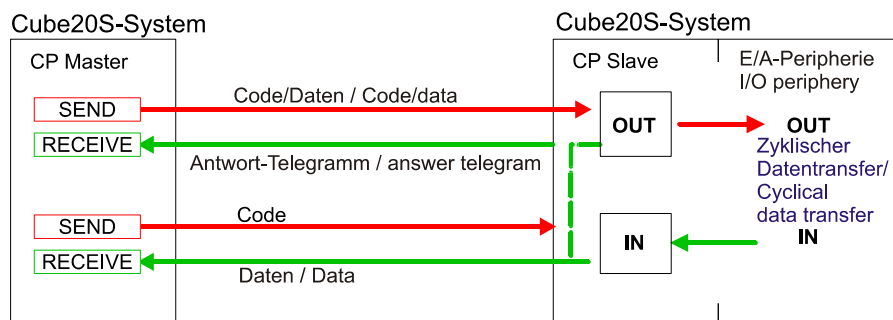 Cube20S-System
Cube20S-System
CP Master
CP Slave
E/A-Peripherie
I/O periphery
SEND
Code/Daten / Code/data
OUT
OUT
RECEIVE
Antwort-Telegramm / answer telegram
Zyklischer
Datentransfer/
Cyclical
data transfer
SEND
Code
IN
IN
RECEIVE
Daten / Data